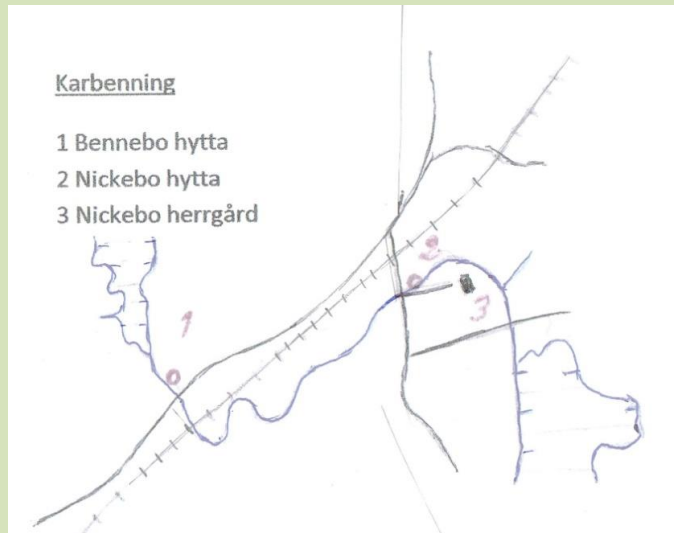 Karbenning
1 Bennebo hytta
2 Nickebo hytta
3 Nickebo herrgård
2
1
3